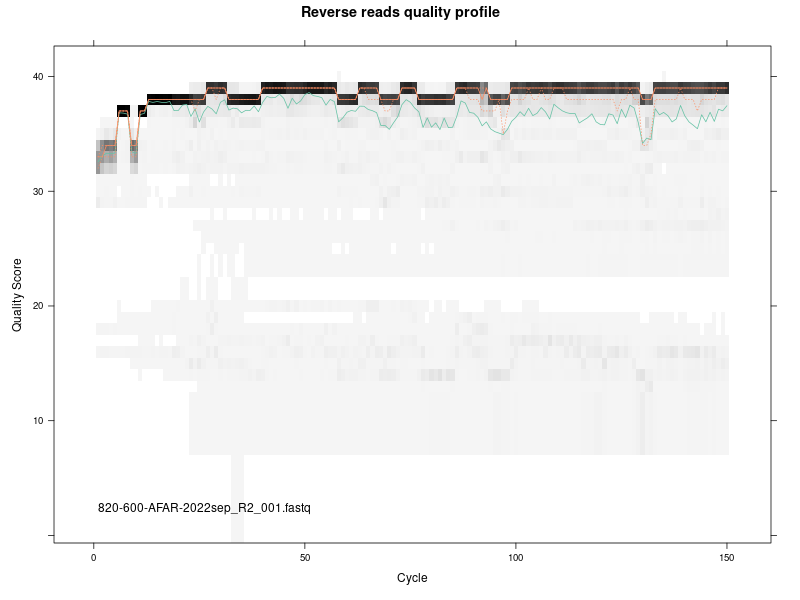 Reverse reads quality profile
40
30
20
10
Quality Score
820-600-AFAR-2022sep_R2_001.fastq
0 50 100 150
Cycle